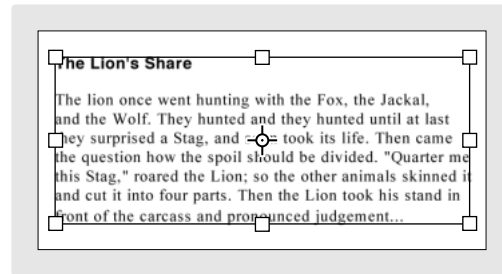 The Lion's Share
The lion once went hunting with the Fox, the Jackal,
and the Wolf. They hunted and they hunted until at last
they surprised a Stag, and took its life. Then came
the question how the spoil should be divided. "Quarter me
this Stag," roared the Lion; so the other animals skinned it
and cut it into four parts. Then the Lion took his stand in
front of the carcass and pronounced judgement...